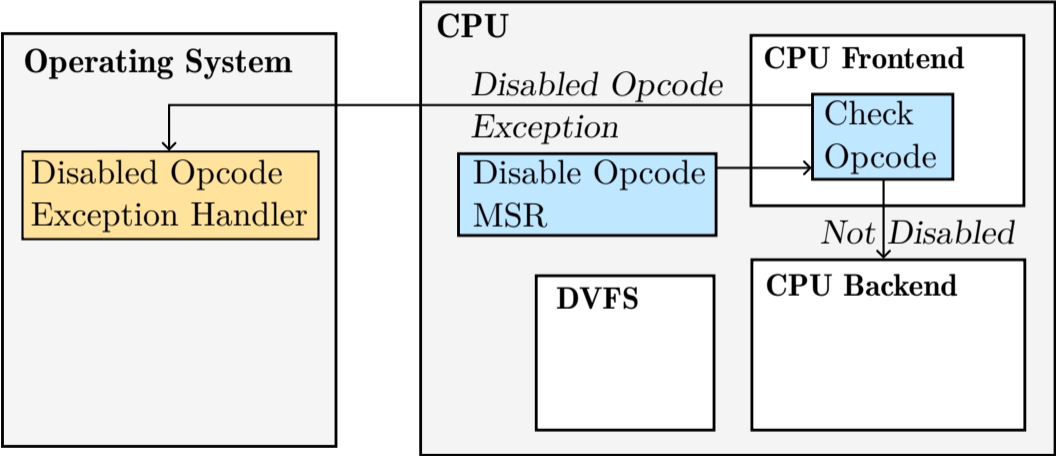 Operating System
Disabled Opcode
Exception Handler
CPU
Disabled Opcode
Exception
Disable Opcode
MSR
CPU Frontend
Check
Opcode
Not Disabled
DVFS
CPU Backend